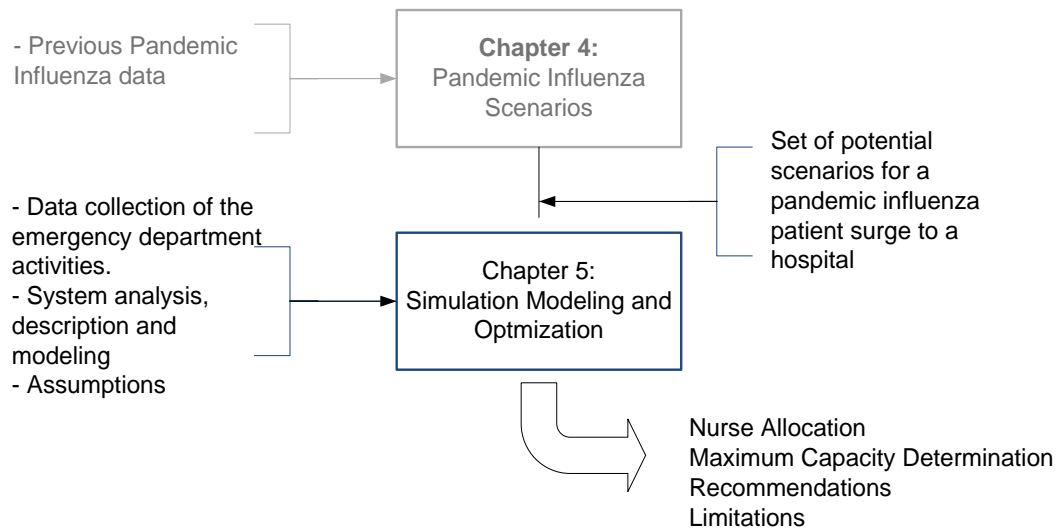 - Previous Pandemic
Influenza data
Chapter 4:
Pandemic Influenza
Scenarios
Set of potential
scenarios for a
pandemic influenza
patient surge to a
hospital
- Data collection of the
emergency department
activities.
- System analysis,
description and
modeling
- Assumptions
Chapter 5:
Simulation Modeling and
Optmization
Nurse Allocation
Maximum Capacity Determination
Recommendations
Limitations